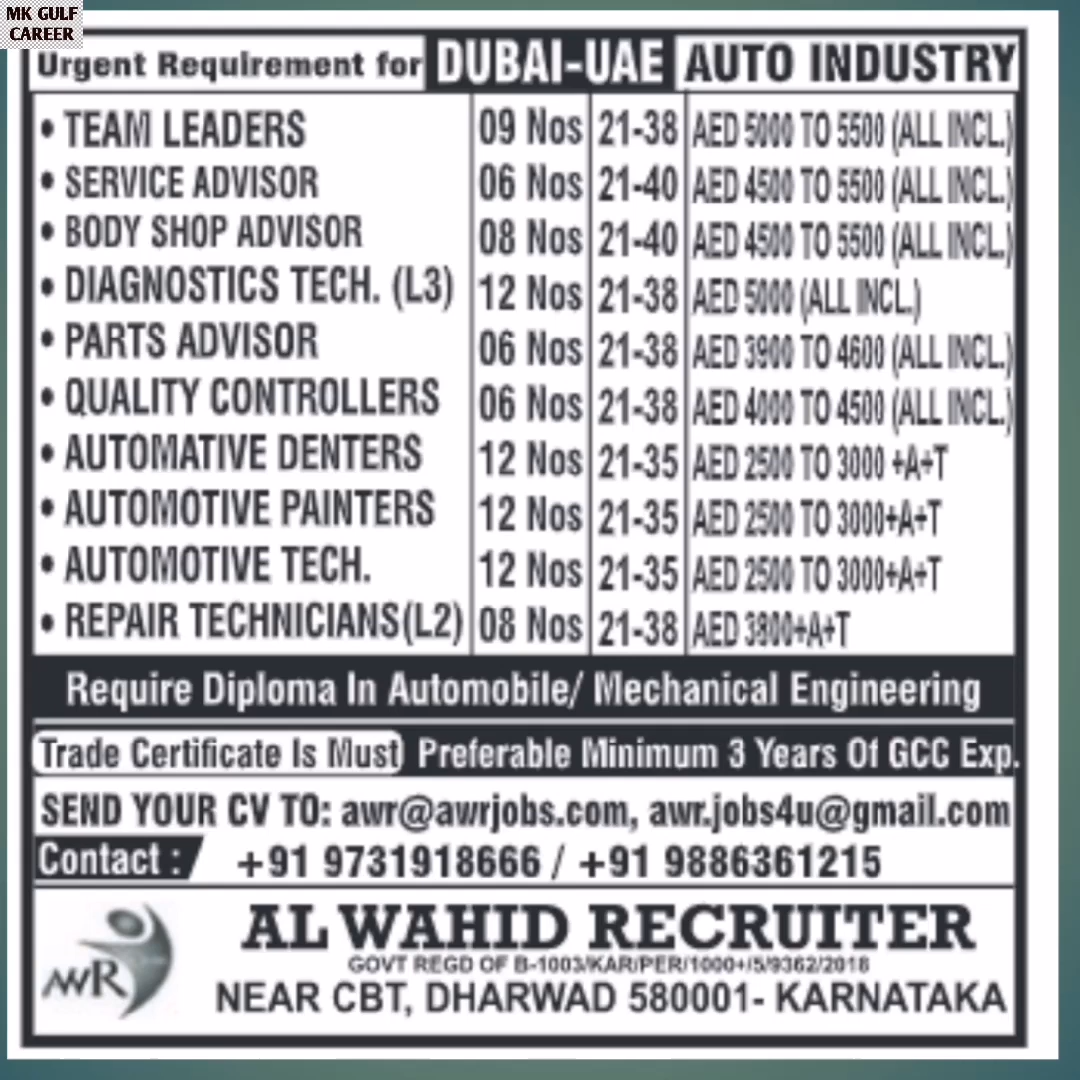 MK GULF
CAREER
Urgent Requirement for DUBAI-UAE AUTO INDUSTRY
• TEAM LEADERS 09 Nos 21-38 AED 5000 TO 5500 (ALL INCL.)
• SERVICE ADVISOR 06 Nos 21-40 AED 4500 TO 5500 (ALL INCL.)
• BODY SHOP ADVISOR 08 Nos 21-40 AED 4500 TO 5500 (ALL INCL.)
• DIAGNOSTICS TECH. (L3) 12 Nos 21-38 AED 5000 (ALL INCL.)
• PARTS ADVISOR 06 Nos 21-38 AED 3900 TO 4600 (ALL INCL.)
• QUALITY CONTROLLERS 06 Nos 21-38 AED 4000 TO 4500 (ALL INCL.)
• AUTOMATIVE DENTERS 12 Nos 21-35 AED 2500 TO 3000 +A+T
• AUTOMOTIVE PAINTERS 12 Nos 21-35 AED 2500 TO 3000+A+T
• AUTOMOTIVE TECH. 12 Nos 21-35 AED 2500 TO 3000+A+T
• REPAIR TECHNICIANS(L2) 08 Nos 21-38 AED 3800+A+T
Require Diploma In Automobile/ Mechanical Engineering
Trade Certificate Is Must Preferable Minimum 3 Years Of GCC Exp.
SEND YOUR CV TO: awr@awrjobs.com, awr.jobs4u@gmail.com
Contact : +91 9731918666 / +91 9886361215
AWR
AL WAHID RECRUITER
GOVT REGD OF B-1003/KAR/PER/1000+/5/9362/2018
NEAR CBT, DHARWAD 580001- KARNATAKA